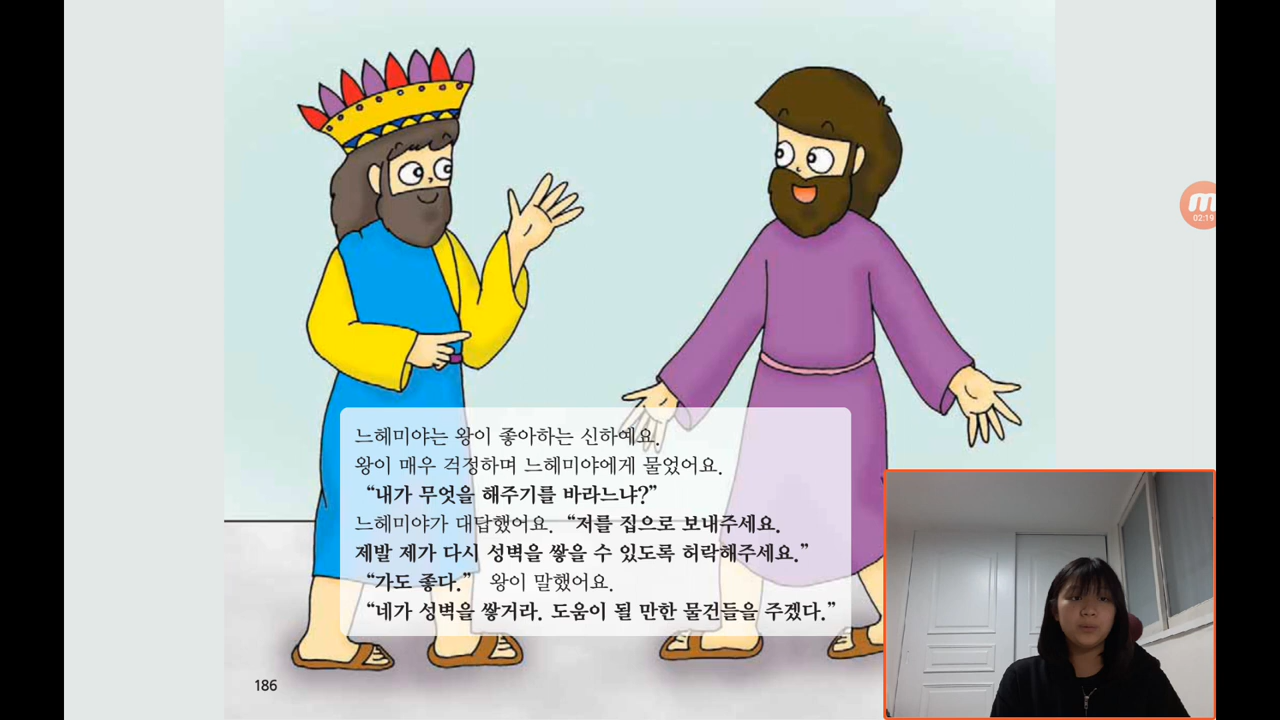 느헤미야는 왕이 좋아하는 신하예요.
왕이 매우 걱정하며 느헤미야에게 물었어요.
“내가 무엇을 해주기를 바라느냐?”
느헤미야가 대답했어요. “저를 집으로 보내주세요.
제발 제가 다시 성벽을 쌓을 수 있도록 허락해주세요.”
“가도 좋다.” 왕이 말했어요.
“네가 성벽을 쌓거라. 도움이 될 만한 물건들을 주겠다.”
186
m
02:19